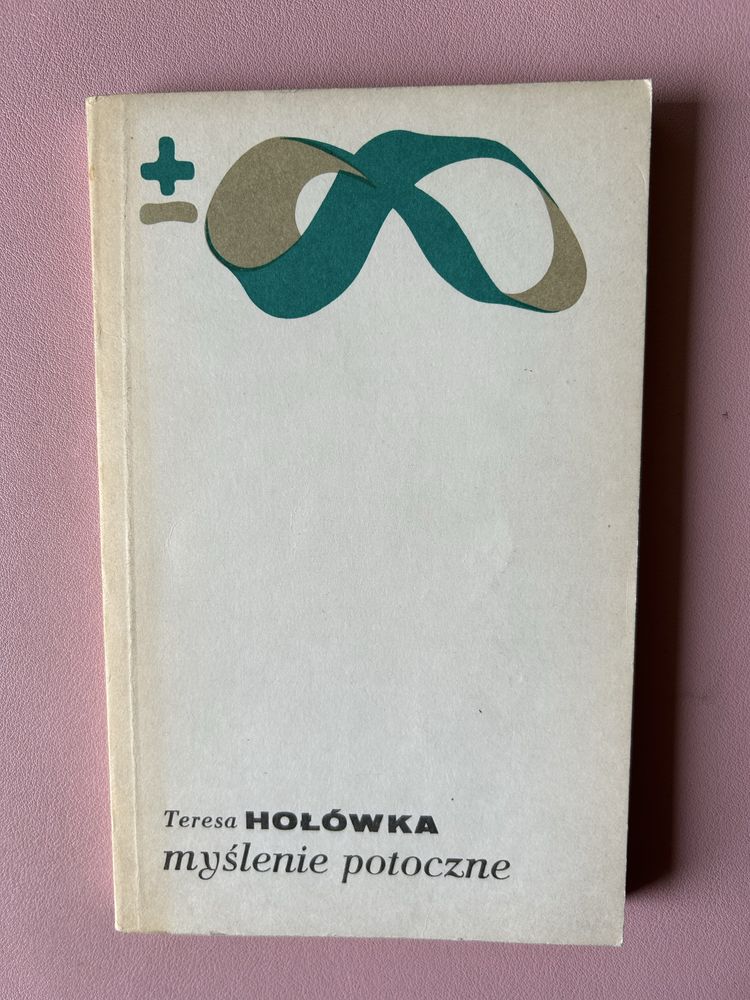 ±∞
Teresa HOŁÓWKA
myślenie potoczne